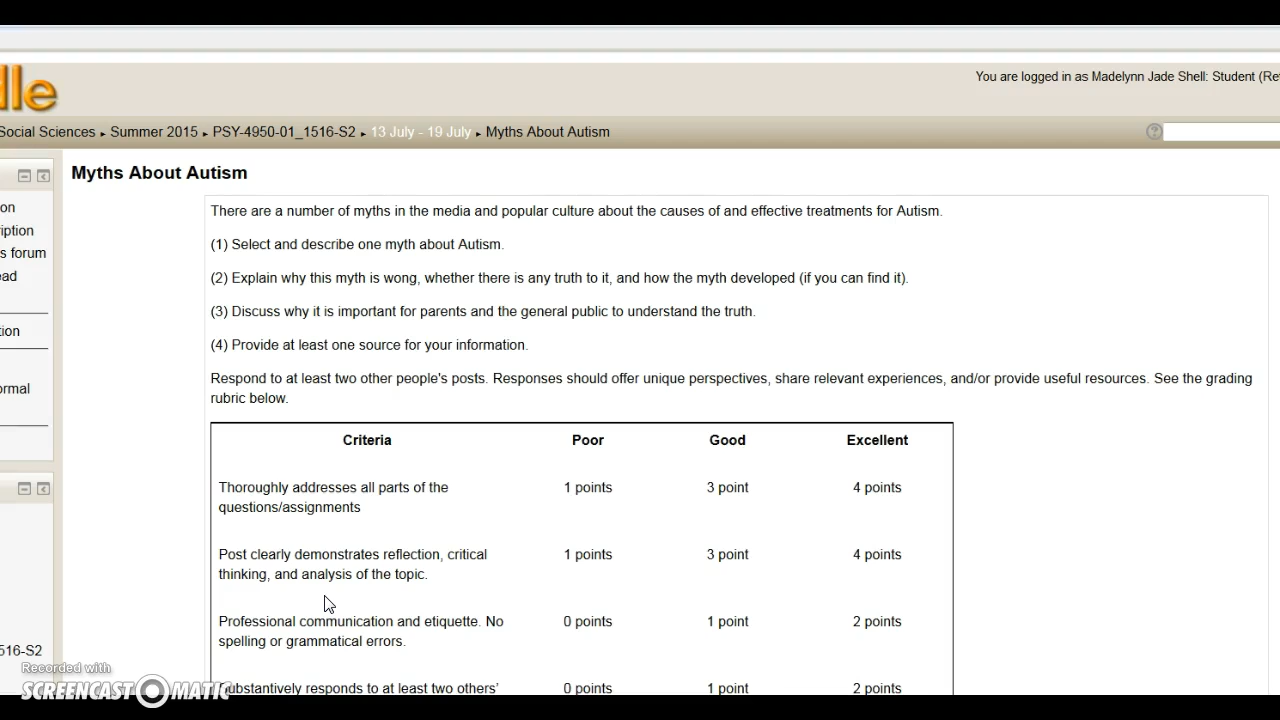 dle
You are logged in as Madelynn Jade Shell: Student (Re
Social Sciences ▸ Summer 2015 ▸ PSY-4950-01_1516-S2 ▸ 13 July - 19 July ▸ Myths About Autism
Myths About Autism
on
iption
s forum
ead
tion
ormal
516-S2
There are a number of myths in the media and popular culture about the causes of and effective treatments for Autism.
(1) Select and describe one myth about Autism.
(2) Explain why this myth is wong, whether there is any truth to it, and how the myth developed (if you can find it).
(3) Discuss why it is important for parents and the general public to understand the truth.
(4) Provide at least one source for your information.
Respond to at least two other people's posts. Responses should offer unique perspectives, share relevant experiences, and/or provide useful resources. See the grading
rubric below.
Criteria Poor Good Excellent
Thoroughly addresses all parts of the 1 points 3 point 4 points
questions/assignments
Post clearly demonstrates reflection, critical 1 points 3 point 4 points
thinking, and analysis of the topic.
Professional communication and etiquette. No 0 points 1 point 2 points
spelling or grammatical errors.
ubstantively responds to at least two others' 0 points 1 point 2 points
Recorded with
SCREENCAST-O-MATIC